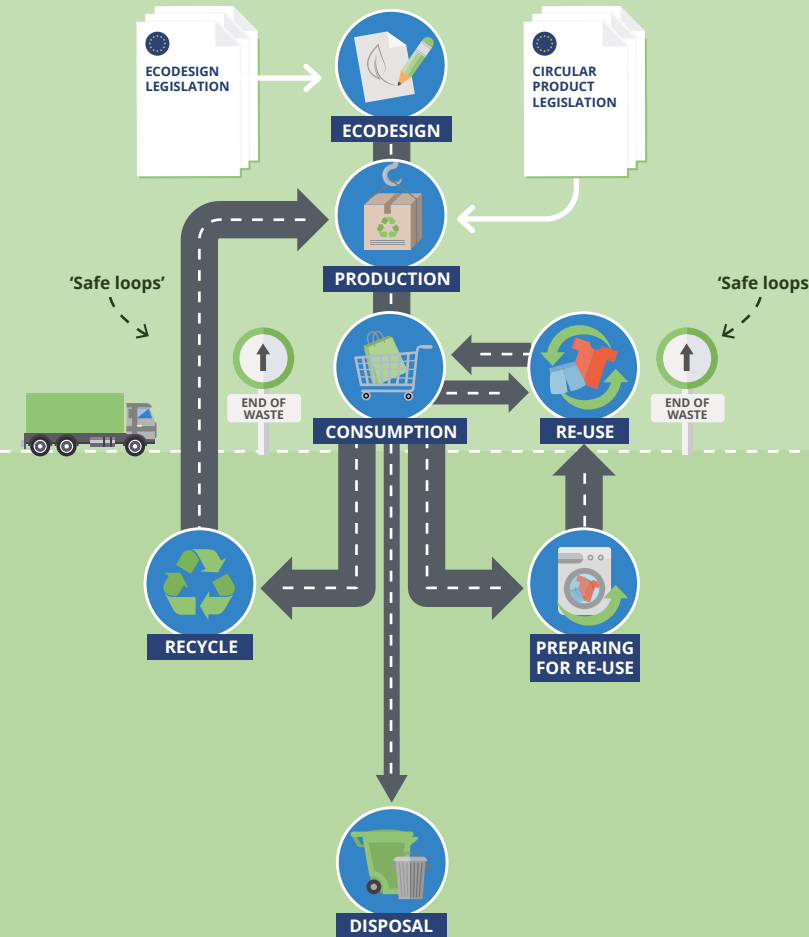 ECODESIGN
LEGISLATION
CIRCULAR
PRODUCT
LEGISLATION
ECODESIGN
PRODUCTION
‘Safe loops’
‘Safe loops
END OF
WASTE
END OF
WASTE
CONSUMPTION
RE-USE
RECYCLE
PREPARING
FOR RE-USE
DISPOSAL